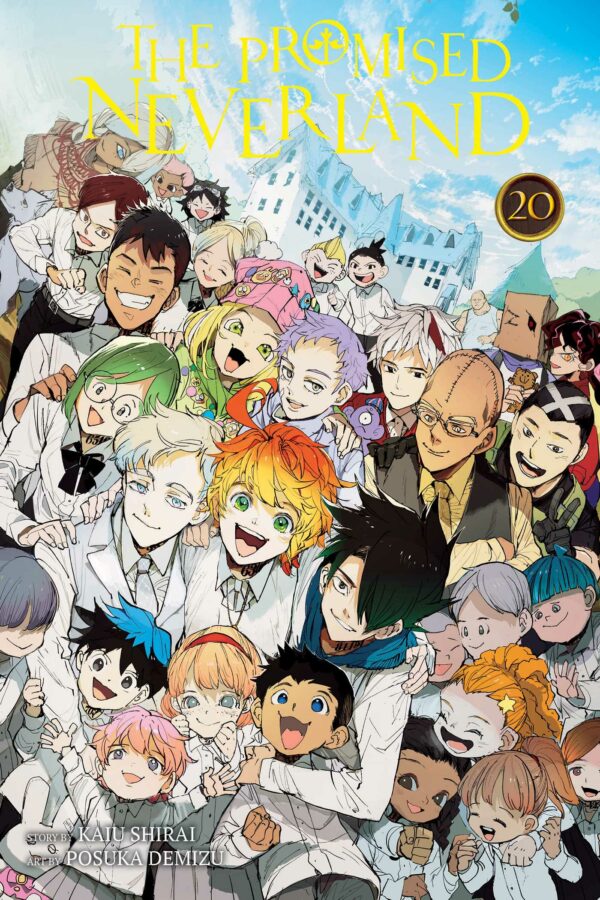 THE PROMISED
NEVERLAND
20
STORY BY KAIU SHIRAI
ART BY POSUKA DEMIZU